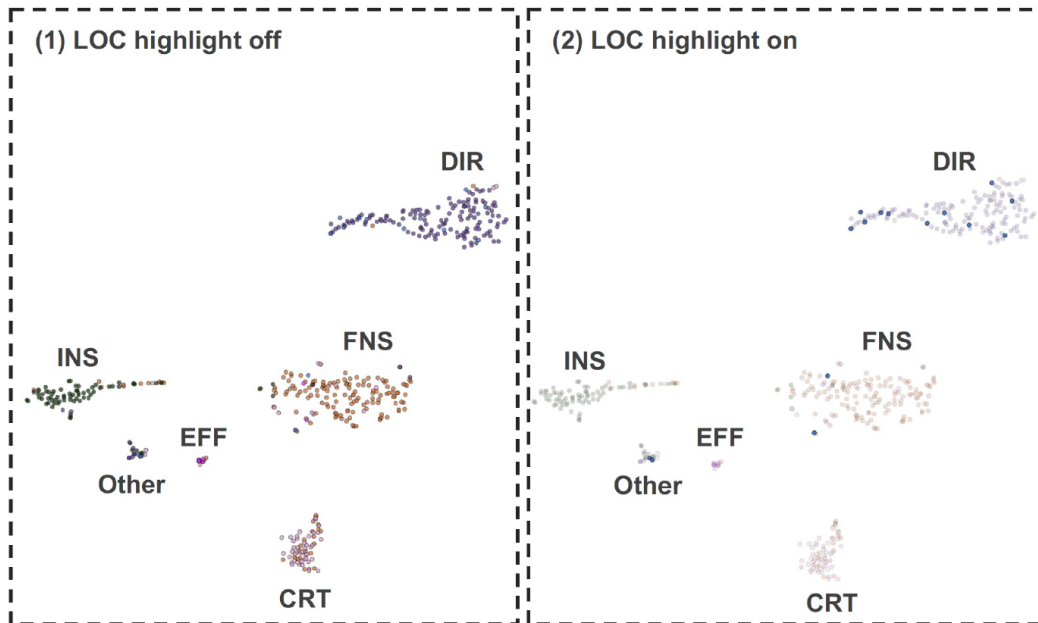 (1) LOC highlight off
DIR
INS
FNS
EFF
Other
CRT
(2) LOC highlight on
DIR
INS
FNS
EFF
Other
CRT